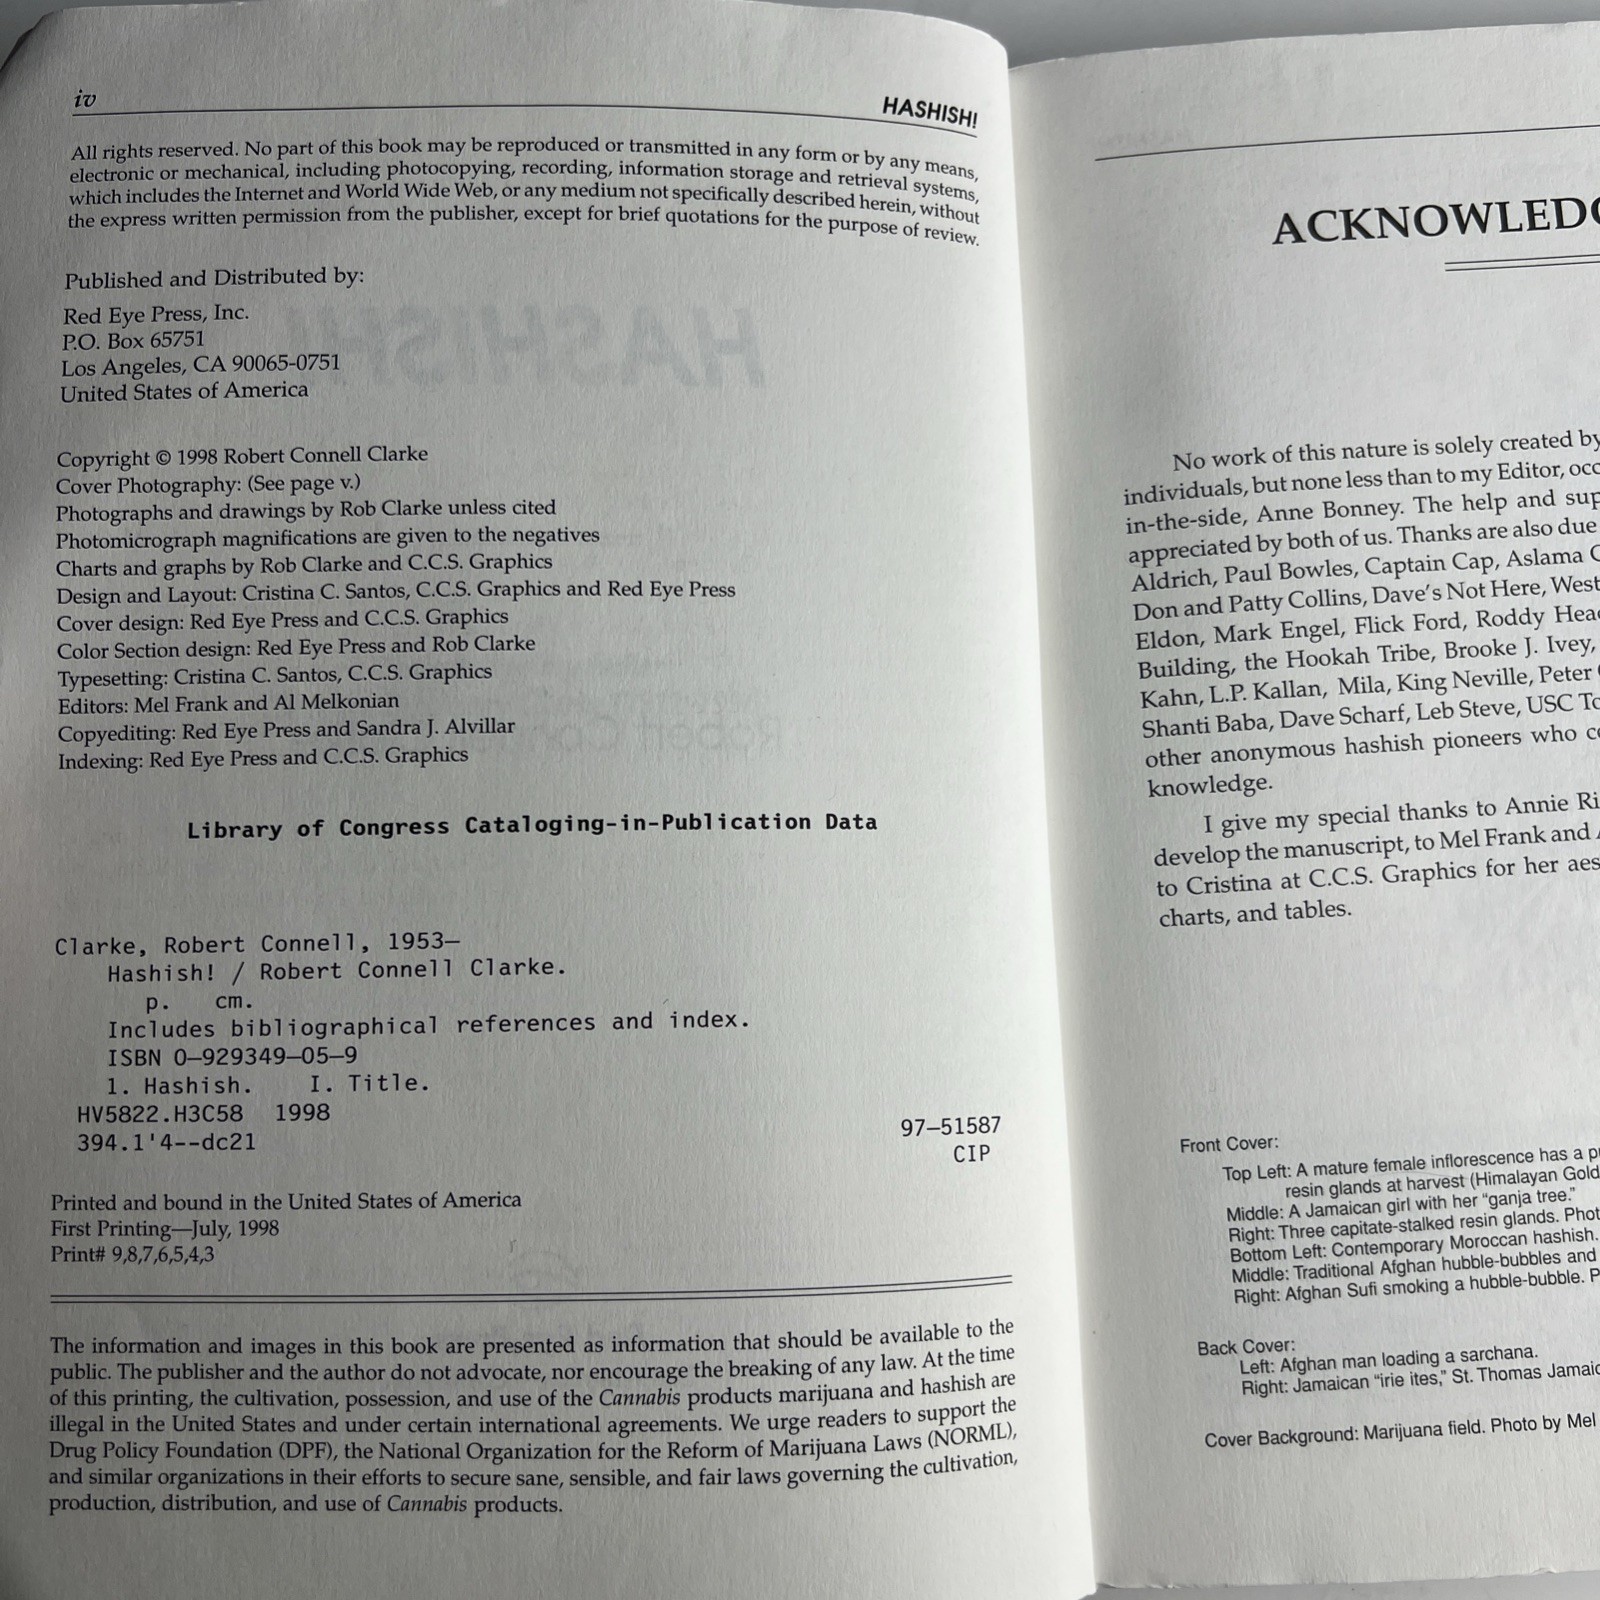 iv
HASHISH!
All rights reserved. No part of this book may be reproduced or transmitted in any form or by any means,
electronic or mechanical, including photocopying, recording, information storage and retrieval systems,
which includes the Internet and World Wide Web, or any medium not specifically described herein, without
the express written permission from the publisher, except for brief quotations for the purpose of review.
Published and Distributed by:
Red Eye Press, Inc.
P.O. Box 65751
Los Angeles, CA 90065-0751
United States of America
Copyright © 1998 Robert Connell Clarke
Cover Photography: (See page v.)
Photographs and drawings by Rob Clarke unless cited
Photomicrograph magnifications are given to the negatives
Charts and graphs by Rob Clarke and C.C.S. Graphics
Design and Layout: Cristina C. Santos, C.C.S. Graphics and Red Eye Press
Cover design: Red Eye Press and C.C.S. Graphics
Color Section design: Red Eye Press and Rob Clarke
Typesetting: Cristina C. Santos, C.C.S. Graphics
Editors: Mel Frank and Al Melkonian
Copyediting: Red Eye Press and Sandra J. Alvillar
Indexing: Red Eye Press and C.C.S. Graphics
Library of Congress Cataloging-in-Publication Data
Clarke, Robert Connell, 1953–
Hashish! / Robert Connell Clarke.
p. cm.
Includes bibliographical references and index.
ISBN 0–929349–05–9
1. Hashish. I. Title.
HV5822.H3C58 1998
394.1'4--dc21
97–51587
CIP
Printed and bound in the United States of America
First Printing—July, 1998
Print# 9,8,7,6,5,4,3
The information and images in this book are presented as information that should be available to the
public. The publisher and the author do not advocate, nor encourage the breaking of any law. At the time
of this printing, the cultivation, possession, and use of the Cannabis products marijuana and hashish are
illegal in the United States and under certain international agreements. We urge readers to support the
Drug Policy Foundation (DPF), the National Organization for the Reform of Marijuana Laws (NORML),
and similar organizations in their efforts to secure sane, sensible, and fair laws governing the cultivation,
production, distribution, and use of Cannabis products.
ACKNOWLEDG
No work of this nature is solely created by
individuals, but none less than to my Editor, occ
in-the-side, Anne Bonney. The help and sup
appreciated by both of us. Thanks are also due
Aldrich, Paul Bowles, Captain Cap, Aslama
Don and Patty Collins, Dave's Not Here, West
Eldon, Mark Engel, Flick Ford, Roddy Hea
Building, the Hookah Tribe, Brooke J. Ivey,
Kahn, L.P. Kallan, Mila, King Neville, Peter
Shanti Baba, Dave Scharf, Leb Steve, USC To
other anonymous hashish pioneers who co
knowledge.
I give my special thanks to Annie Ri
develop the manuscript, to Mel Frank and
to Cristina at C.C.S. Graphics for her aes
charts, and tables.
Front Cover:
Top Left: A mature female inflorescence has a p
resin glands at harvest (Himalayan Gold
Middle: A Jamaican girl with her "ganja tree."
Right: Three capitate-stalked resin glands. Phot
Bottom Left: Contemporary Moroccan hashish.
Middle: Traditional Afghan hubble-bubbles and
Right: Afghan Sufi smoking a hubble-bubble. P
Back Cover:
Left: Afghan man loading a sarchana.
Right: Jamaican "irie ites," St. Thomas Jamaic
Cover Background: Marijuana field. Photo by Mel